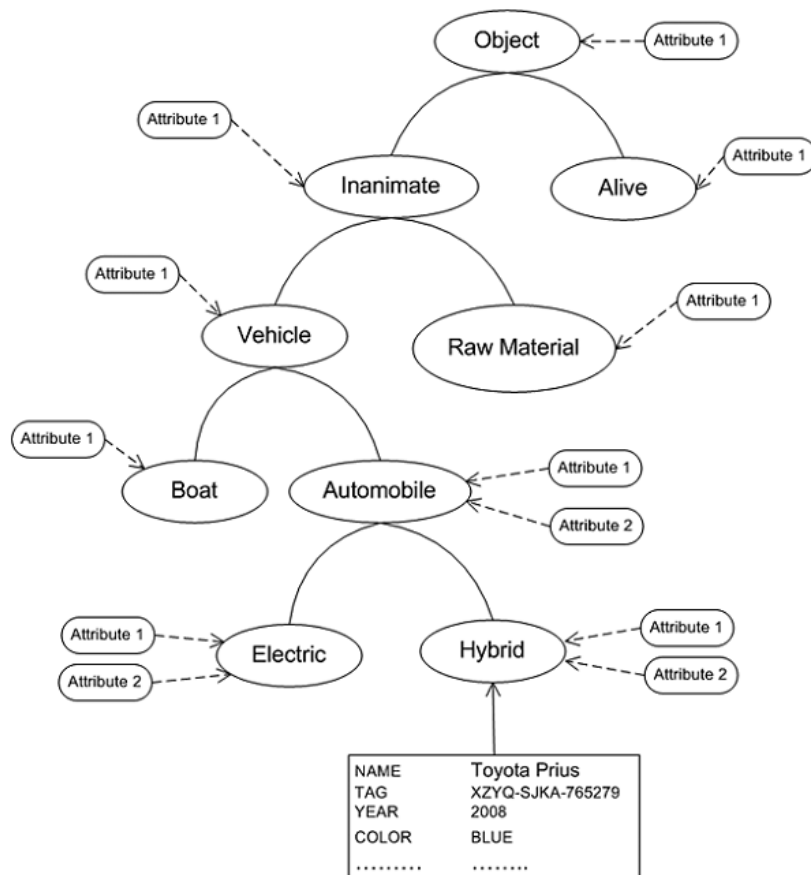 Object
Attribute 1
Attribute 1
Inanimate
Alive
Attribute 1
Attribute 1
Vehicle
Raw Material
Attribute 1
Attribute 1
Boat
Automobile
Attribute 1
Attribute 2
Attribute 1
Attribute 2
Electric
Hybrid
Attribute 1
Attribute 2
NAME Toyota Prius
TAG XZYQ-SJKA-765279
YEAR 2008
COLOR BLUE
......... ........